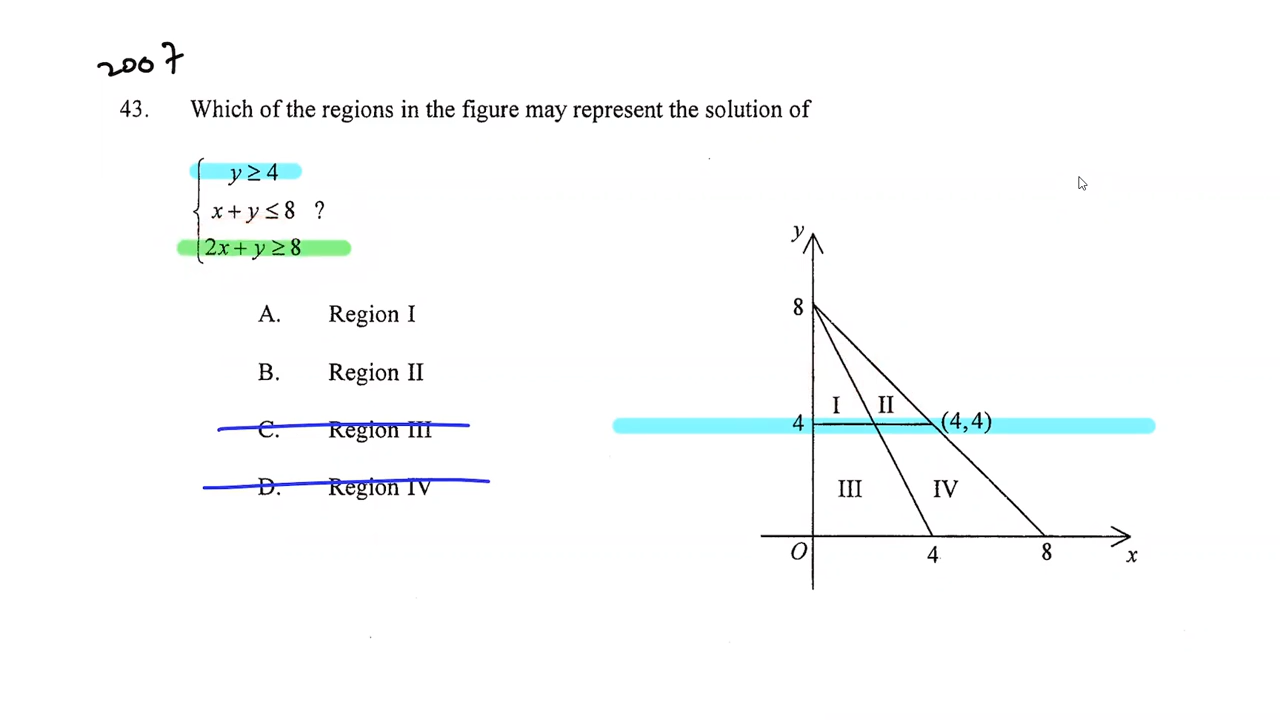 2007
43. Which of the regions in the figure may represent the solution of
y ≥ 4
x + y ≤ 8 ?
2x + y ≥ 8
A. Region I
B. Region II
C. Region III
D. Region IV
y
8
I II
4 (4, 4)
III IV
O 4 8 x